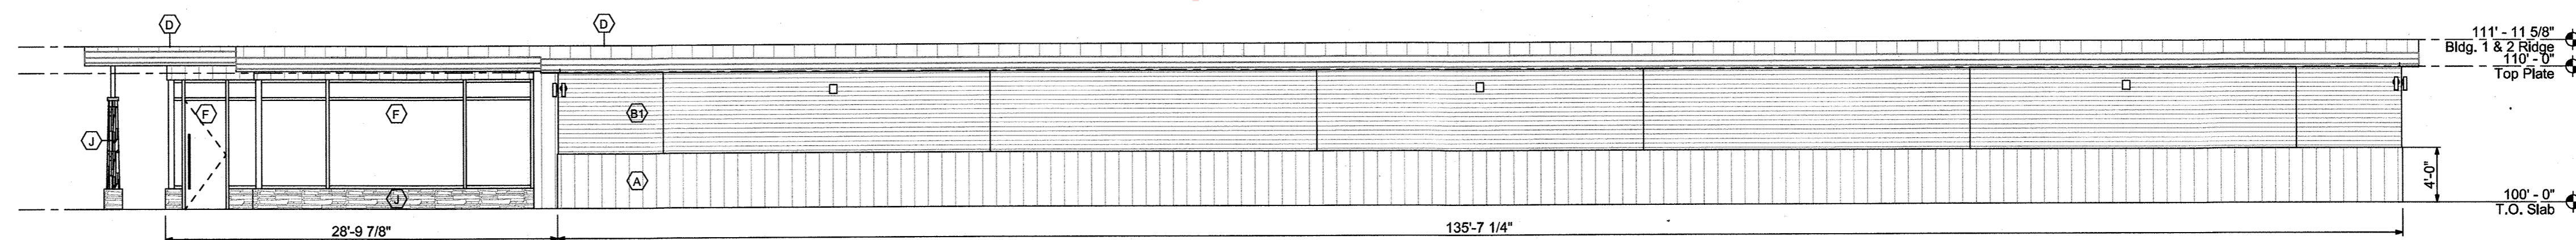 D
D
111' - 11 5/8"
Bldg. 1 & 2 Ridge
110' - 0"
Top Plate
F
F
B1
J
A
J
4'-0"
100' - 0"
T.O. Slab
28'-9 7/8"
135'-7 1/4"